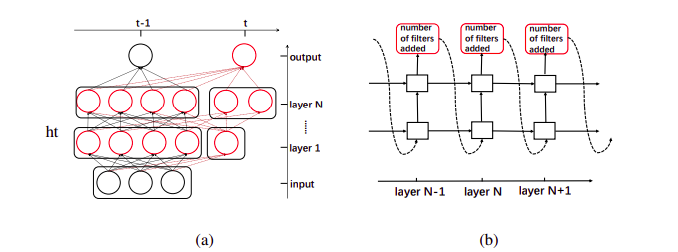 t-1
t
output
layer N
layer 1
input
ht
(a)
number
of filters
added
number
of filters
added
number
of filters
added
layer N-1
layer N
layer N+1
(b)